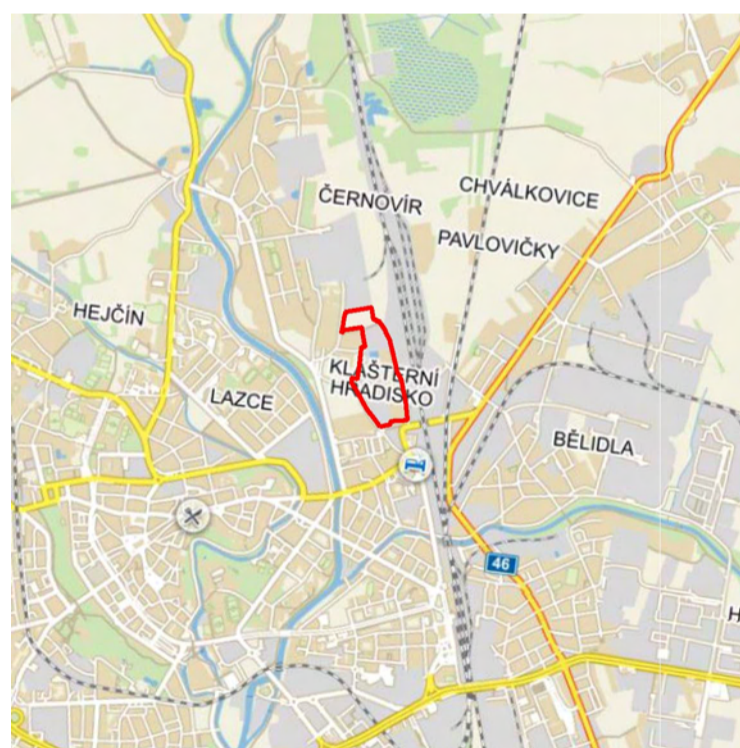 ČERNOVÍR
CHVÁLKOVICE
PAVLOVIČKY
HEJČÍN
KLÁŠTERNÍ
HRADISKO
LAZCE
BĚLIDLA
46
H